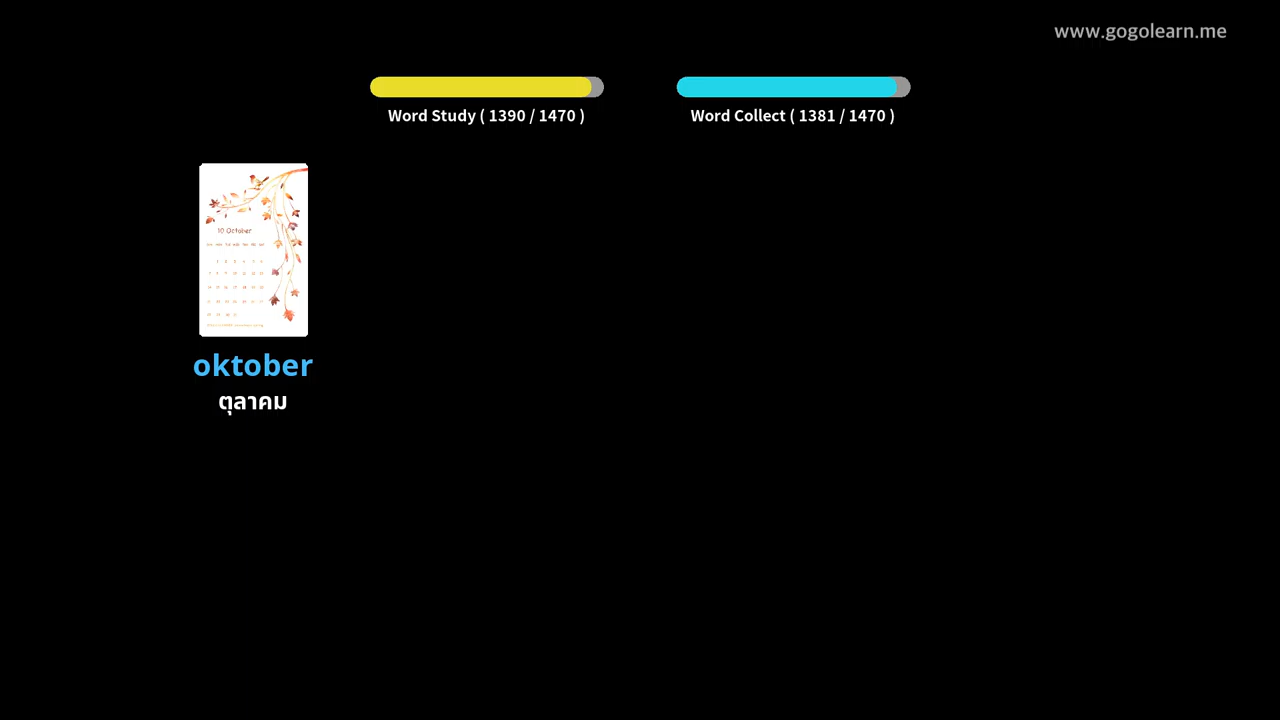 www.gogolearn.me
Word Study ( 1390 / 1470 )
Word Collect ( 1381 / 1470 )
10 October
oktober
ตุลาคม